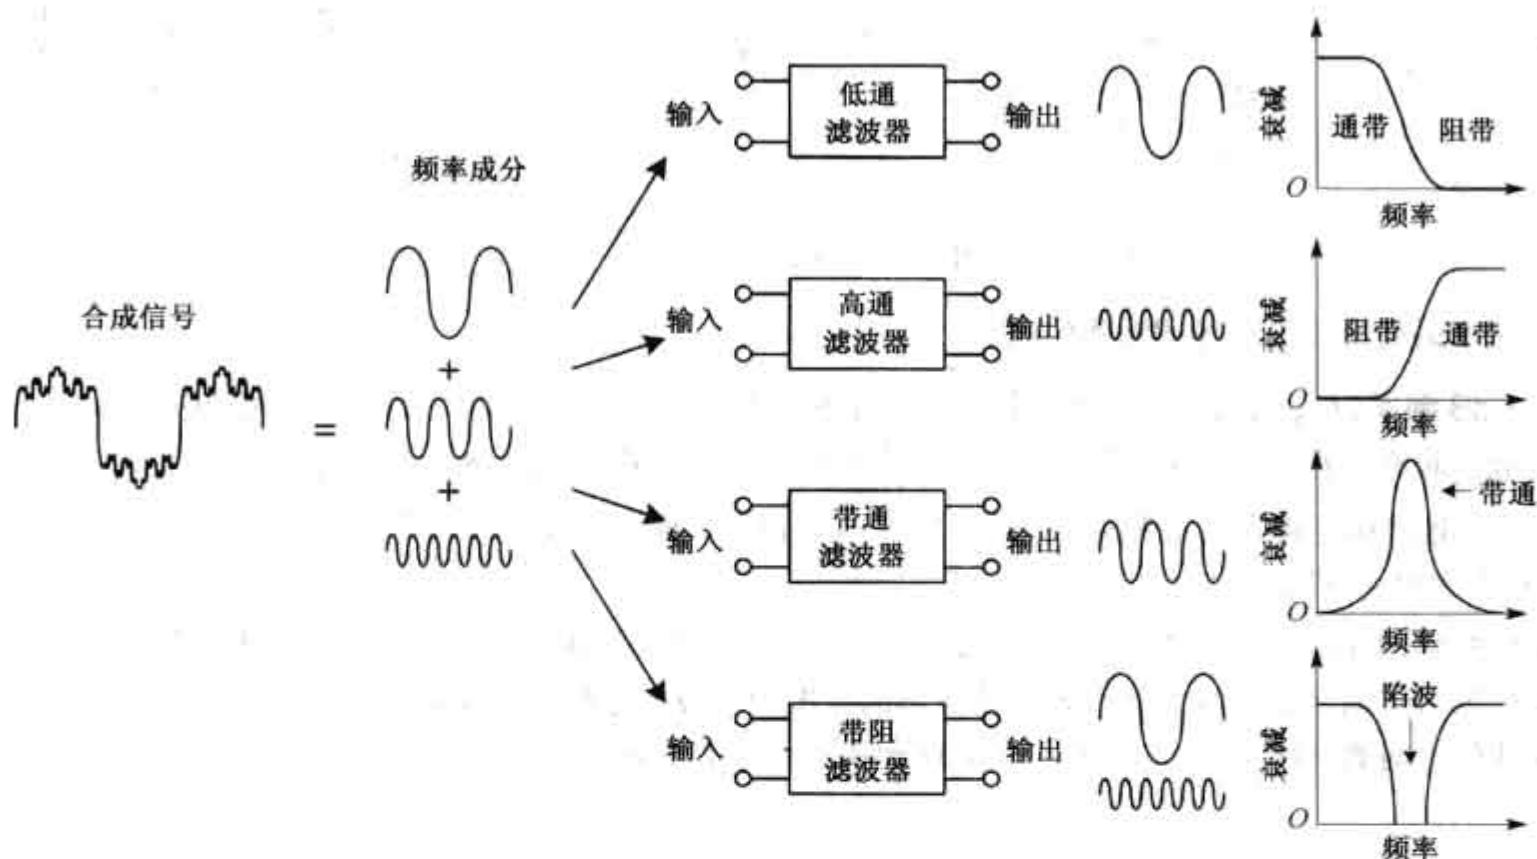 合成信号
=
频率成分
+
+
输入
低通
滤波器
输出
衰减
通带
阻带
O
频率
输入
高通
滤波器
输出
衰减
阻带
通带
O
频率
输入
带通
滤波器
输出
衰减
带通
O
频率
输入
带阻
滤波器
输出
衰减
陷波
O
频率